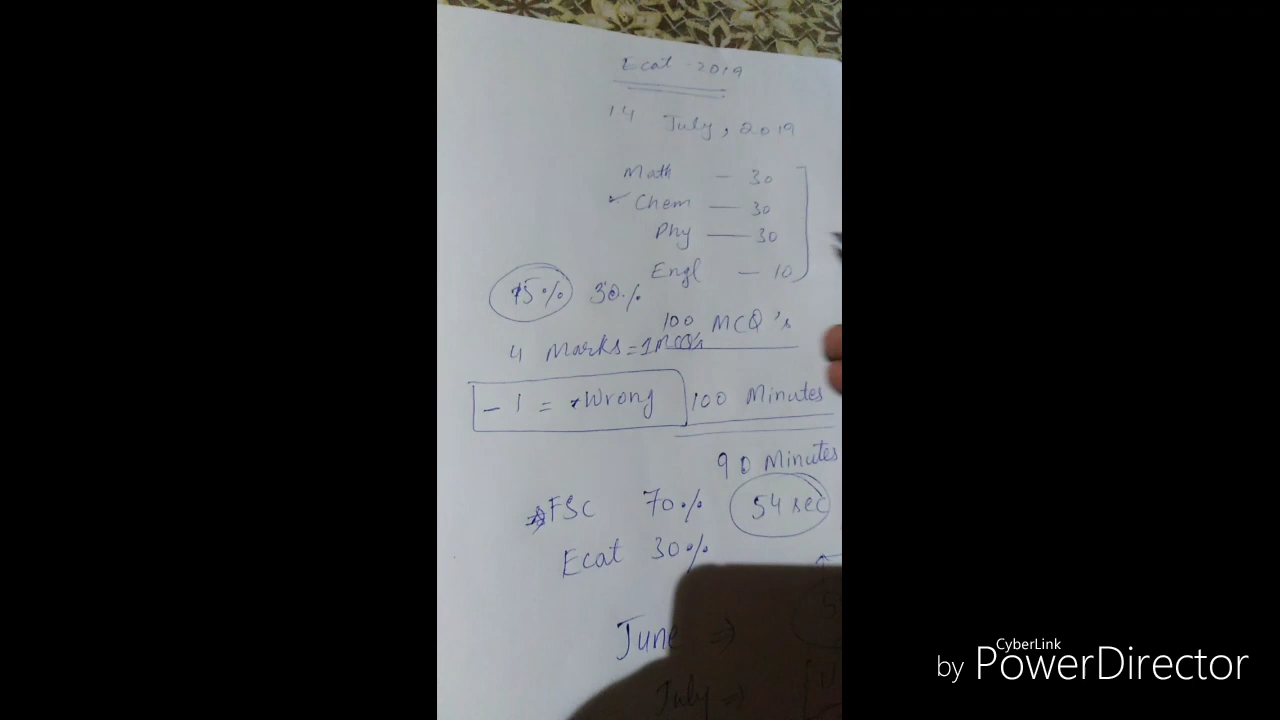 Ecat - 2019
14 July, 2019
Math — 30
✓ Chem — 30
Phy — 30
Engl — 10
30%
100 MCQ's
4 Marks = 1 MCQ's
- 1 = Wrong
100 Minutes
90 Minutes
FSC 70%
54 sec
Ecat 30%
June ⇒
July ⇒
CyberLink
by PowerDirector